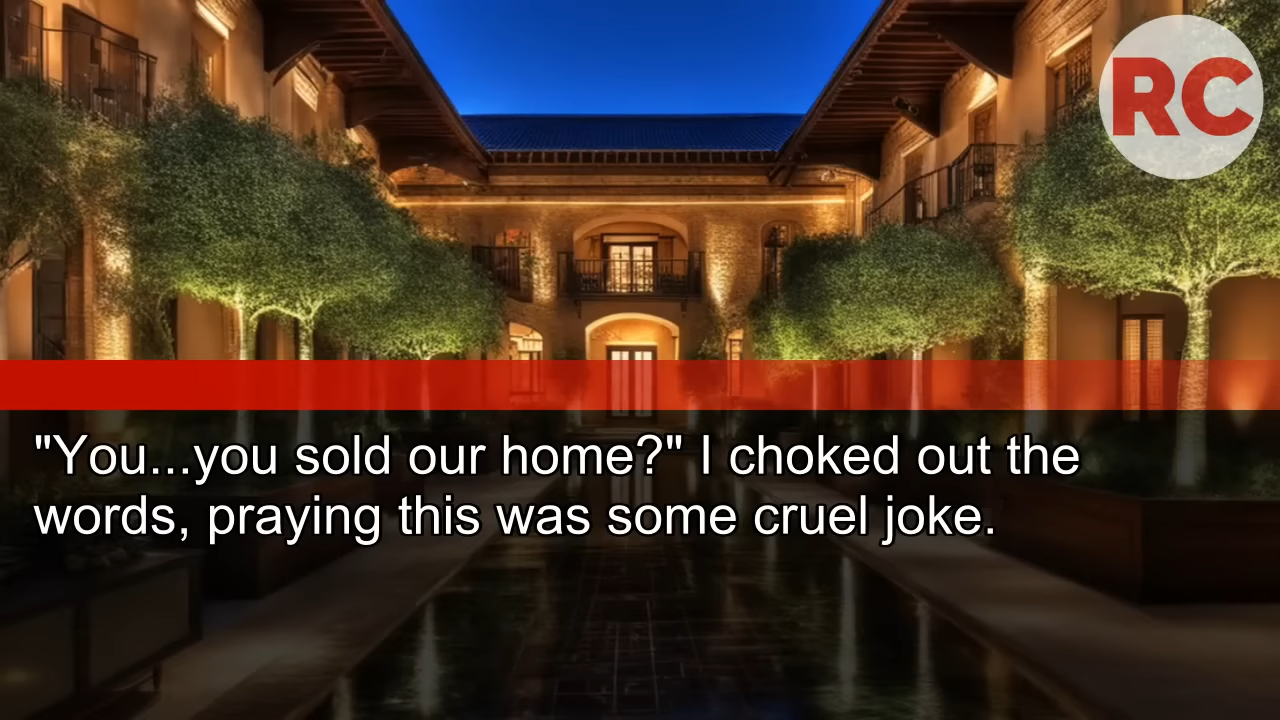 RC
"You...you sold our home?" I choked out the
words, praying this was some cruel joke.